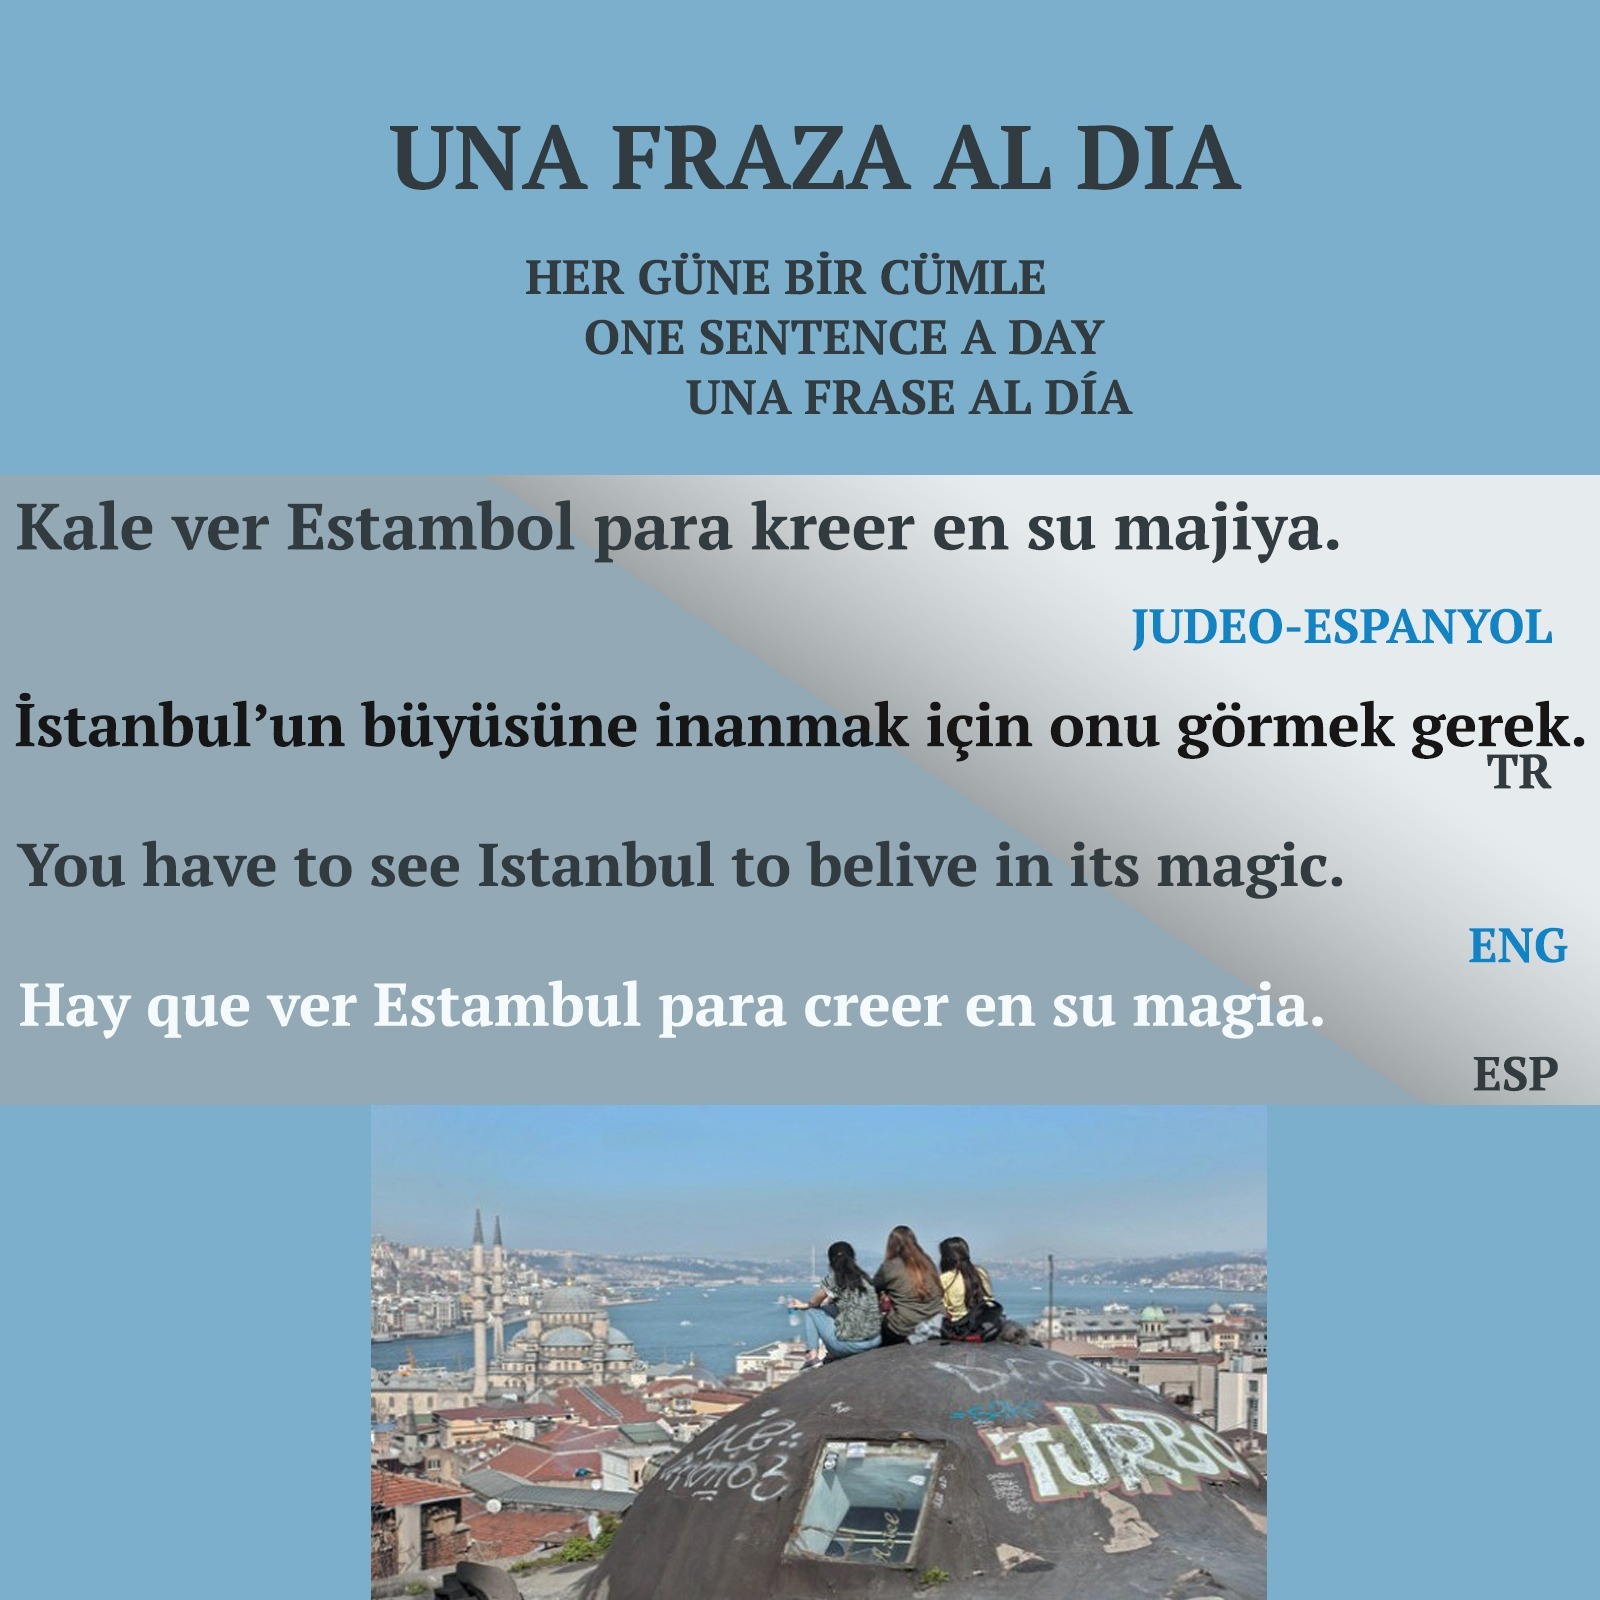 UNA FRAZA AL DIA
HER GÜNE BİR CÜMLE
ONE SENTENCE A DAY
UNA FRASE AL DÍA
Kale ver Estambol para kreer en su majiya.
JUDEO-ESPANYOL
İstanbul’un büyüsüne inanmak için onu görmek gerek.
TR
You have to see Istanbul to belive in its magic.
ENG
Hay que ver Estambul para creer en su magia.
ESP
TURBO